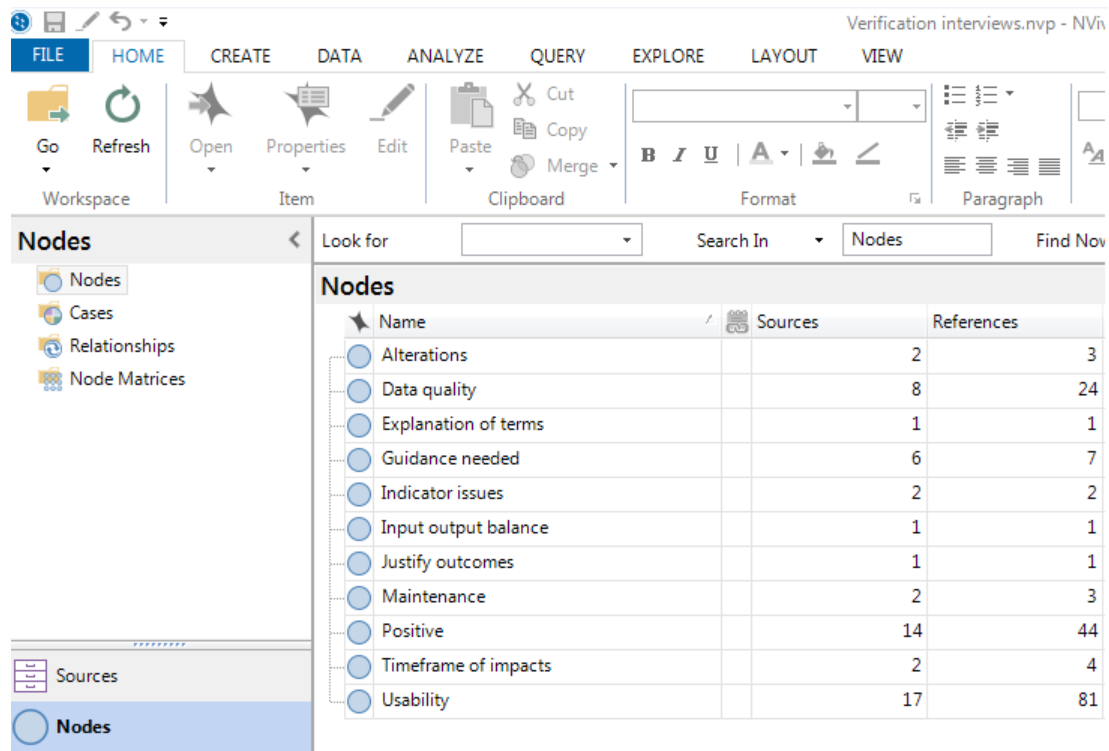 Verification interviews.nvp - NViv
FILE HOME CREATE DATA ANALYZE QUERY EXPLORE LAYOUT VIEW
Go Refresh Open Properties Edit Paste Cut
Copy
Merge
B I U A
Workspace Item Clipboard Format Paragraph
Nodes
Nodes
Cases
Relationships
Node Matrices
Sources
Nodes
Look for Search In Nodes Find Now
Nodes
Name Sources References
Alterations 2 3
Data quality 8 24
Explanation of terms 1 1
Guidance needed 6 7
Indicator issues 2 2
Input output balance 1 1
Justify outcomes 1 1
Maintenance 2 3
Positive 14 44
Timeframe of impacts 2 4
Usability 17 81